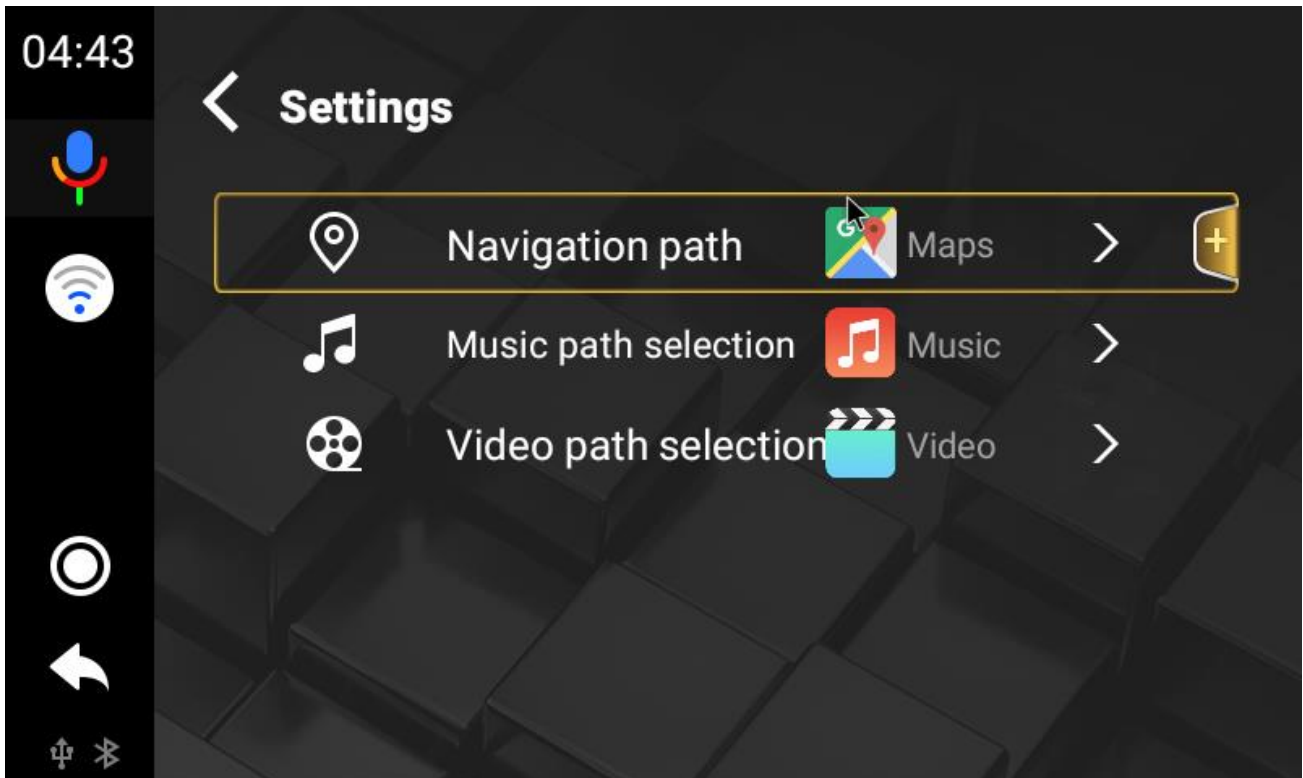 04:43
Settings
Navigation path Maps
Music path selection Music
Video path selection Video